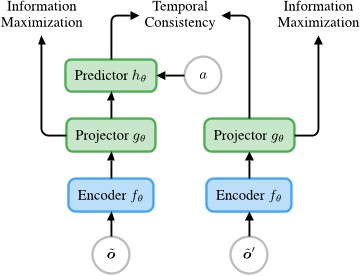 Information
Maximization
Temporal
Consistency
Information
Maximization
Predictor hθ
a
Projector gθ
Projector gθ
Encoder fθ
Encoder fθ
õ
õ′